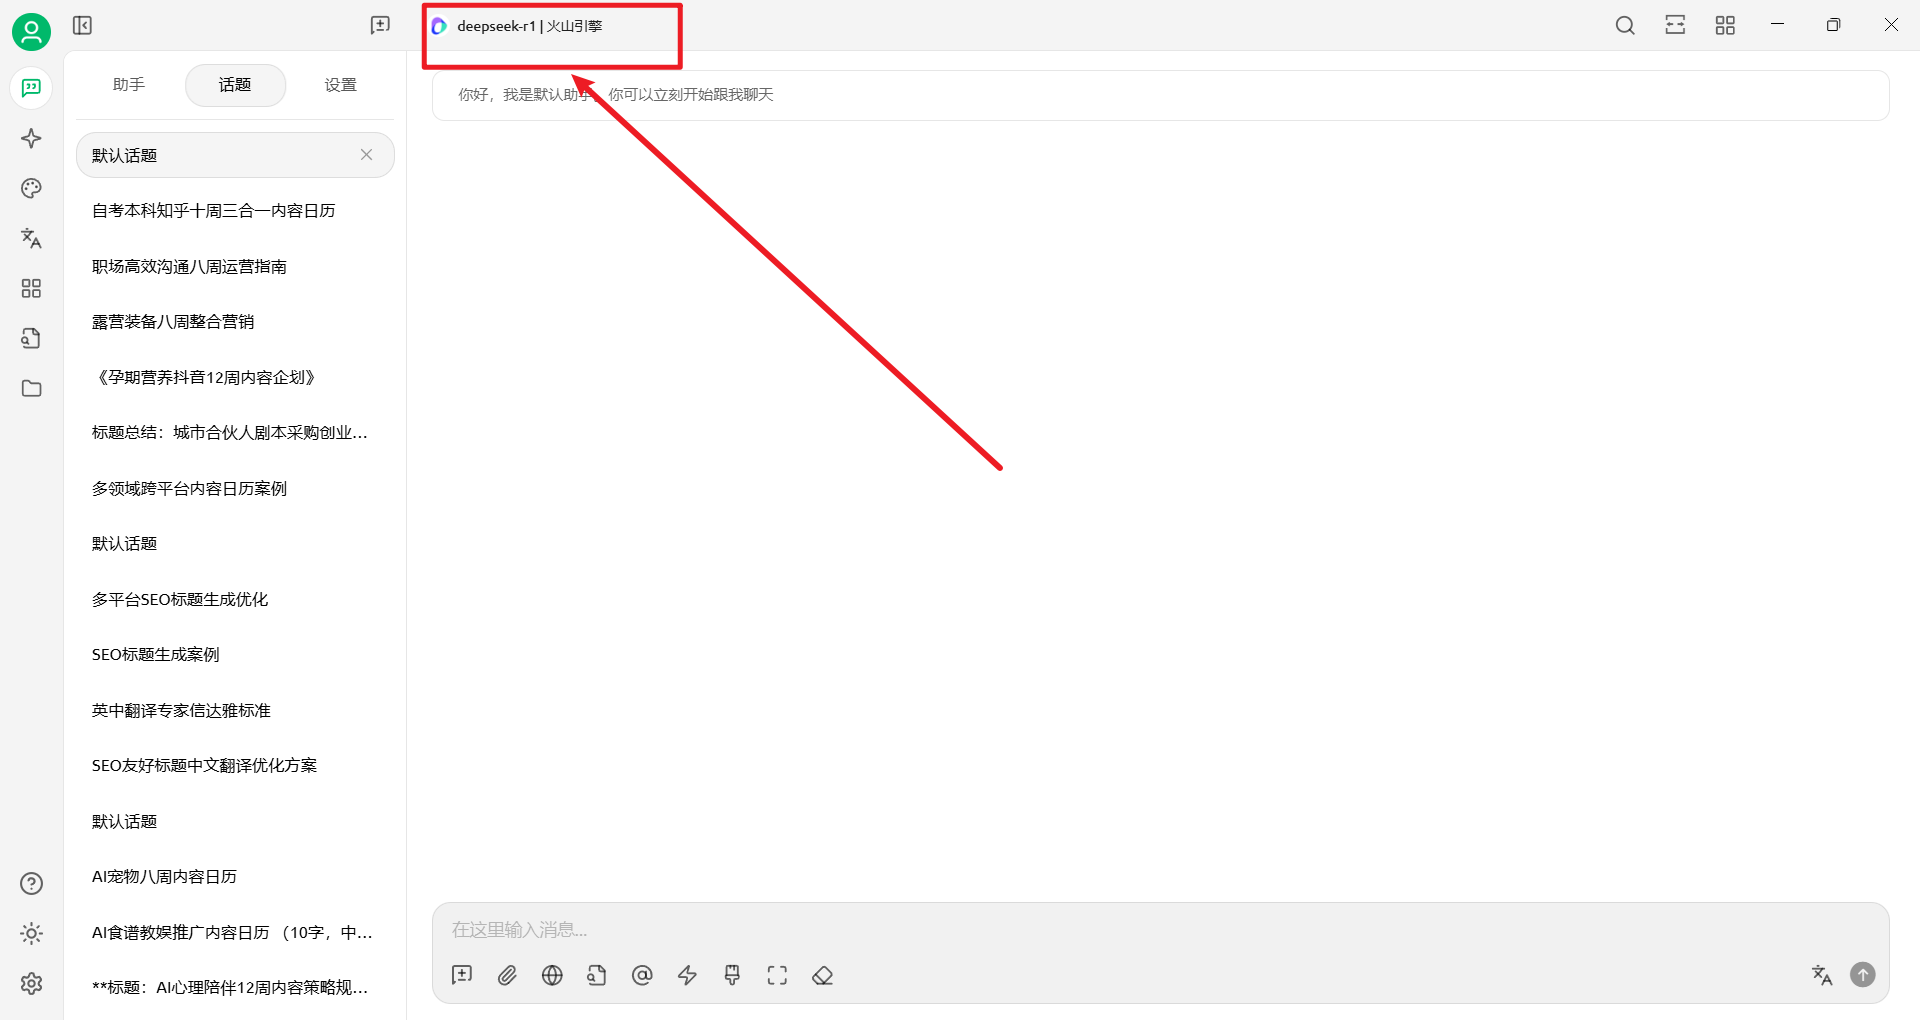 deepseek-r1 | 火山引擎
助手
话题
设置
默认话题
自考本科知乎十周三合一内容日历
职场高效沟通八周运营指南
露营装备八周整合营销
《孕期营养抖音12周内容企划》
标题总结：城市合伙人剧本采购创业...
多领域跨平台内容日历案例
默认话题
多平台SEO标题生成优化
SEO标题生成案例
英中翻译专家信达雅标准
SEO友好标题中文翻译优化方案
默认话题
AI宠物八周内容日历
AI食谱教娱推广内容日历 （10字，中...
**标题：AI心理陪伴12周内容策略规...
你好，我是默认助手。你可以立刻开始跟我聊天
在这里输入消息...